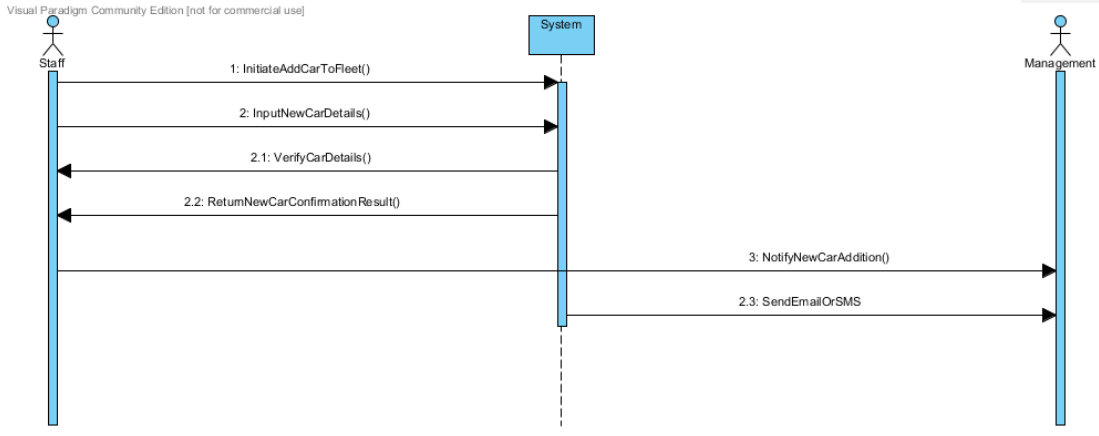 Visual Paradigm Community Edition [not for commercial use]
System
Staff
Management
1: InitiateAddCarToFleet()
2: InputNewCarDetails()
2.1: VerifyCarDetails()
2.2: ReturnNewCarConfirmationResult()
3: NotifyNewCarAddition()
2.3: SendEmailOrSMS